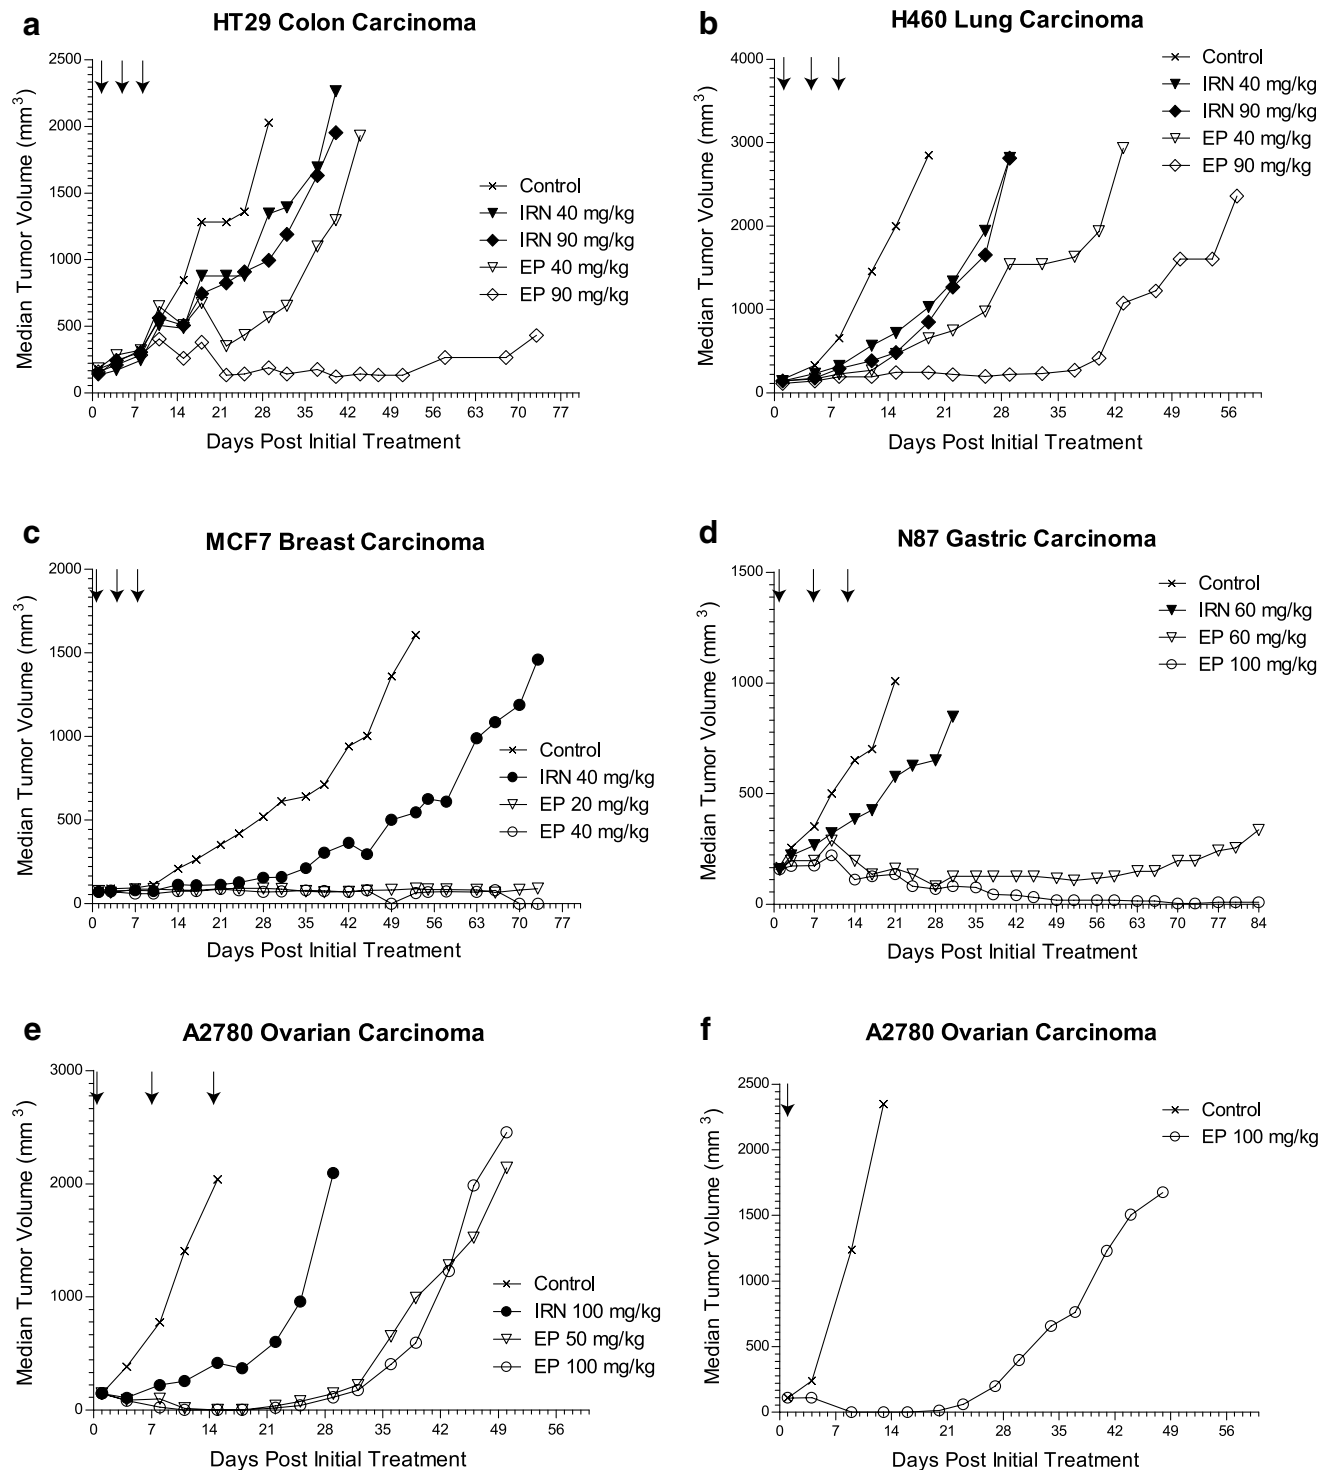 a
HT29 Colon Carcinoma
Median Tumor Volume (mm3)
2500
2000
1500
1000
500
0
Control
IRN 40 mg/kg
IRN 90 mg/kg
EP 40 mg/kg
EP 90 mg/kg
0 7 14 21 28 35 42 49 56 63 70 77
Days Post Initial Treatment
b
H460 Lung Carcinoma
Median Tumor Volume (mm3)
4000
3000
2000
1000
0
Control
IRN 40 mg/kg
IRN 90 mg/kg
EP 40 mg/kg
EP 90 mg/kg
0 7 14 21 28 35 42 49 56
Days Post Initial Treatment
c
MCF7 Breast Carcinoma
Median Tumor Volume (mm3)
2000
1500
1000
500
0
Control
IRN 40 mg/kg
EP 20 mg/kg
EP 40 mg/kg
0 7 14 21 28 35 42 49 56 63 70 77
Days Post Initial Treatment
d
N87 Gastric Carcinoma
Median Tumor Volume (mm3)
1500
1000
500
0
Control
IRN 60 mg/kg
EP 60 mg/kg
EP 100 mg/kg
0 7 14 21 28 35 42 49 56 63 70 77 84
Days Post Initial Treatment
e
A2780 Ovarian Carcinoma
Median Tumor Volume (mm3)
3000
2000
1000
0
Control
IRN 100 mg/kg
EP 50 mg/kg
EP 100 mg/kg
0 7 14 21 28 35 42 49 56
Days Post Initial Treatment
f
A2780 Ovarian Carcinoma
Median Tumor Volume (mm3)
2500
2000
1500
1000
500
0
Control
EP 100 mg/kg
0 7 14 21 28 35 42 49 56
Days Post Initial Treatment